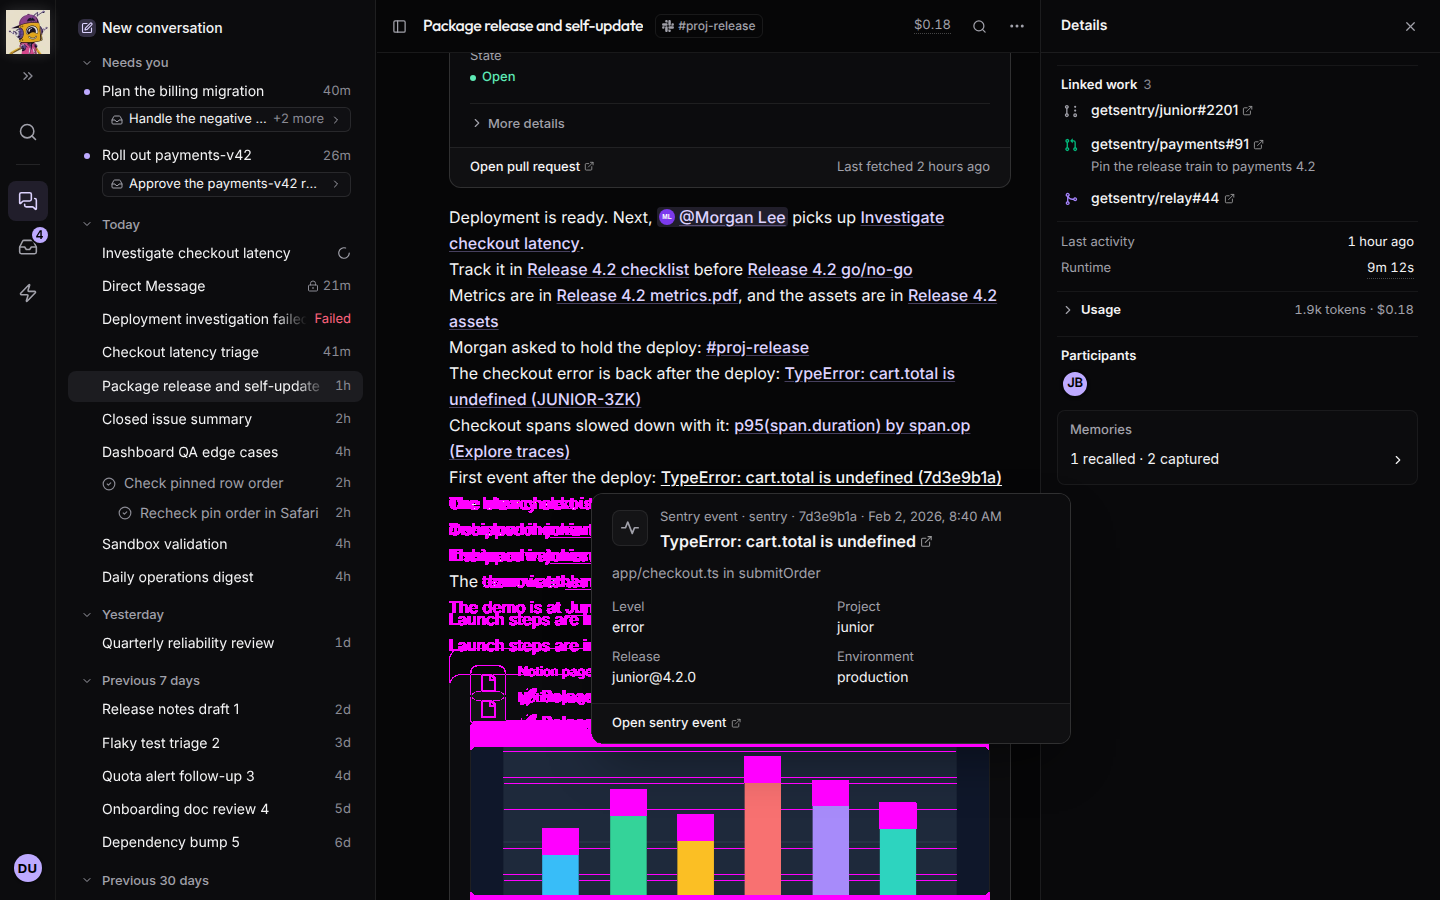 New conversation
Needs you
Plan the billing migration 40m
Handle the negative ... +2 more
Roll out payments-v42 26m
Approve the payments-v42 r...
Today
Investigate checkout latency
Direct Message 21m
Deployment investigation failed Failed
Checkout latency triage 41m
Package release and self-update 1h
Closed issue summary 2h
Dashboard QA edge cases 4h
Check pinned row order 2h
Recheck pin order in Safari 2h
Sandbox validation 4h
Daily operations digest 4h
Yesterday
Quarterly reliability review 1d
Previous 7 days
Release notes draft 1 2d
Flaky test triage 2 3d
Quota alert follow-up 3 4d
Onboarding doc review 4 5d
Dependency bump 5 6d
Previous 30 days
4
DU
Package release and self-update #proj-release $0.18
State
Open
More details
Open pull request Last fetched 2 hours ago
Deployment is ready. Next, ML @Morgan Lee picks up Investigate
checkout latency.
Track it in Release 4.2 checklist before Release 4.2 go/no-go
Metrics are in Release 4.2 metrics.pdf, and the assets are in Release 4.2
assets
Morgan asked to hold the deploy: #proj-release
The checkout error is back after the deploy: TypeError: cart.total is
undefined (JUNIOR-3ZK)
Checkout spans slowed down with it: p95(span.duration) by span.op
(Explore traces)
First event after the deploy: TypeError: cart.total is undefined (7d3e9b1a)
The
The demo is at Jun
Launch steps are
Launch steps are
Notion page
Sentry event · sentry · 7d3e9b1a · Feb 2, 2026, 8:40 AM
TypeError: cart.total is undefined
app/checkout.ts in submitOrder
Level Project
error junior
Release Environment
junior@4.2.0 production
Open sentry event
Details
Linked work 3
getsentry/junior#2201
getsentry/payments#91
Pin the release train to payments 4.2
getsentry/relay#44
Last activity 1 hour ago
Runtime 9m 12s
Usage 1.9k tokens · $0.18
Participants
JB
Memories
1 recalled · 2 captured